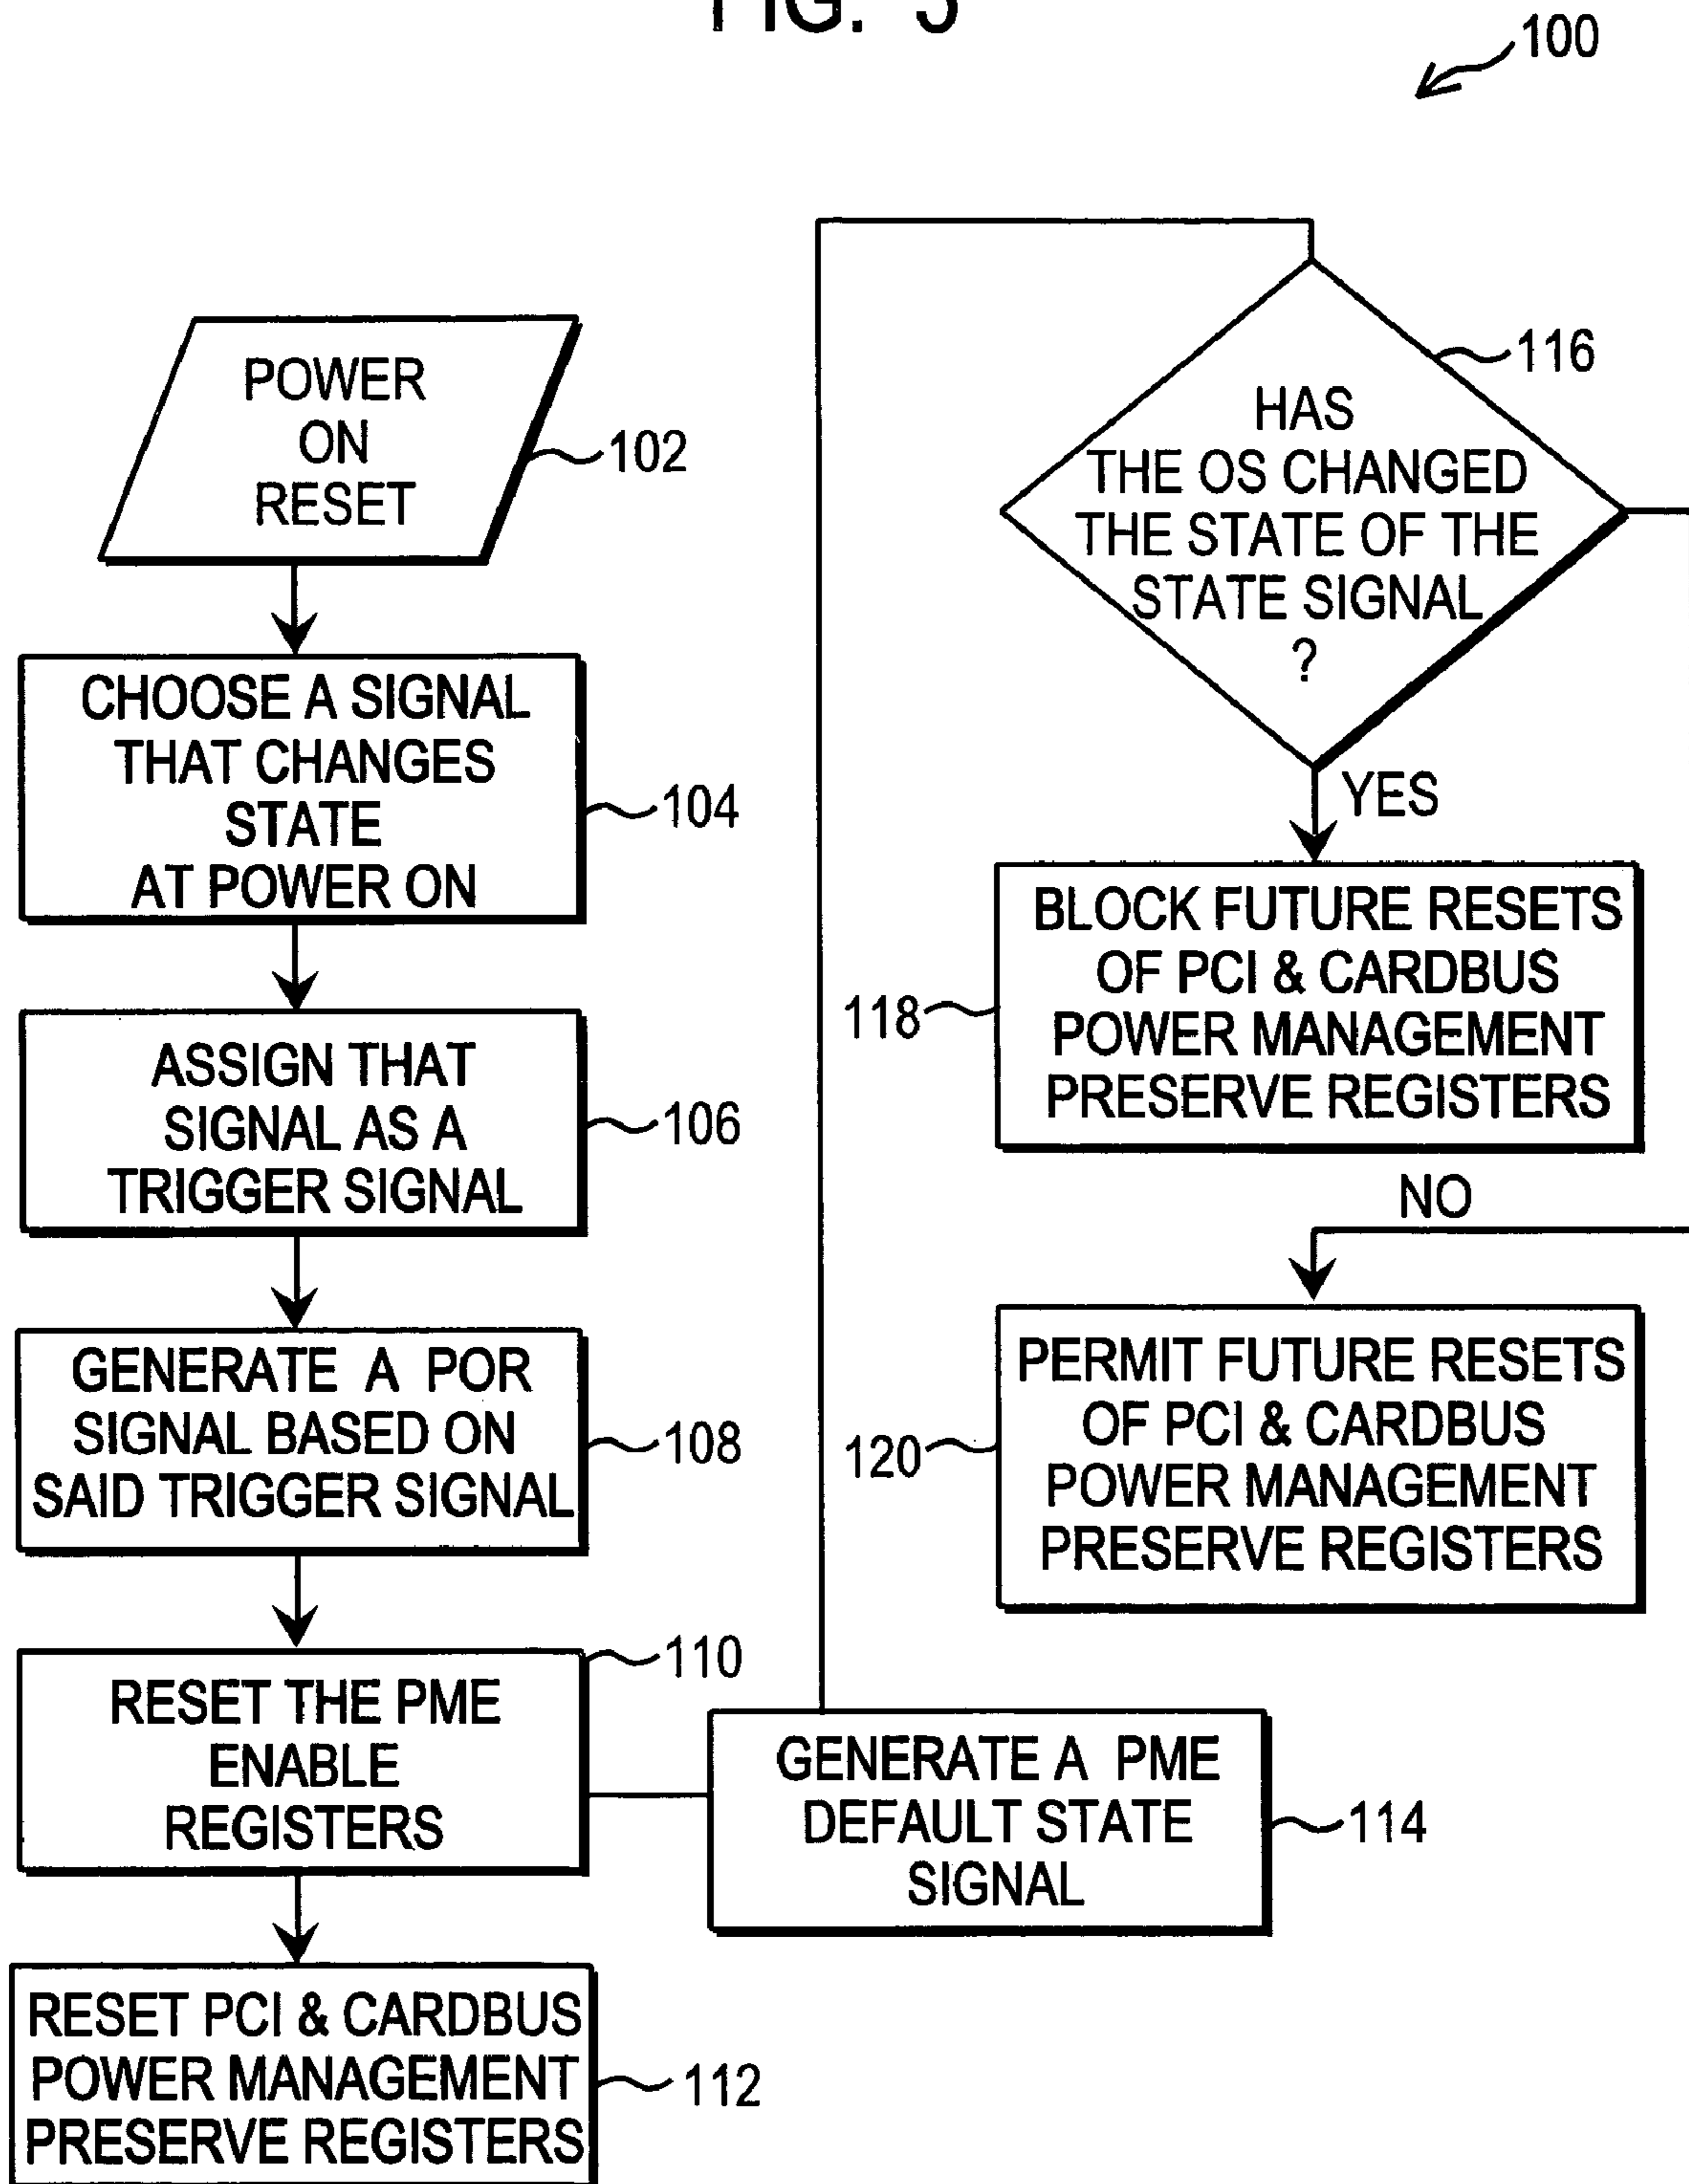 100
POWER
ON
RESET
102
CHOOSE A SIGNAL
THAT CHANGES
STATE
AT POWER ON
104
ASSIGN THAT
SIGNAL AS A
TRIGGER SIGNAL
106
GENERATE A POR
SIGNAL BASED ON
SAID TRIGGER SIGNAL
108
RESET THE PME
ENABLE
REGISTERS
110
RESET PCI & CARDBUS
POWER MANAGEMENT
PRESERVE REGISTERS
112
GENERATE A PME
DEFAULT STATE
SIGNAL
114
HAS
THE OS CHANGED
THE STATE OF THE
STATE SIGNAL
?
116
YES
BLOCK FUTURE RESETS
OF PCI & CARDBUS
POWER MANAGEMENT
PRESERVE REGISTERS
118
NO
PERMIT FUTURE RESETS
OF PCI & CARDBUS
POWER MANAGEMENT
PRESERVE REGISTERS
120